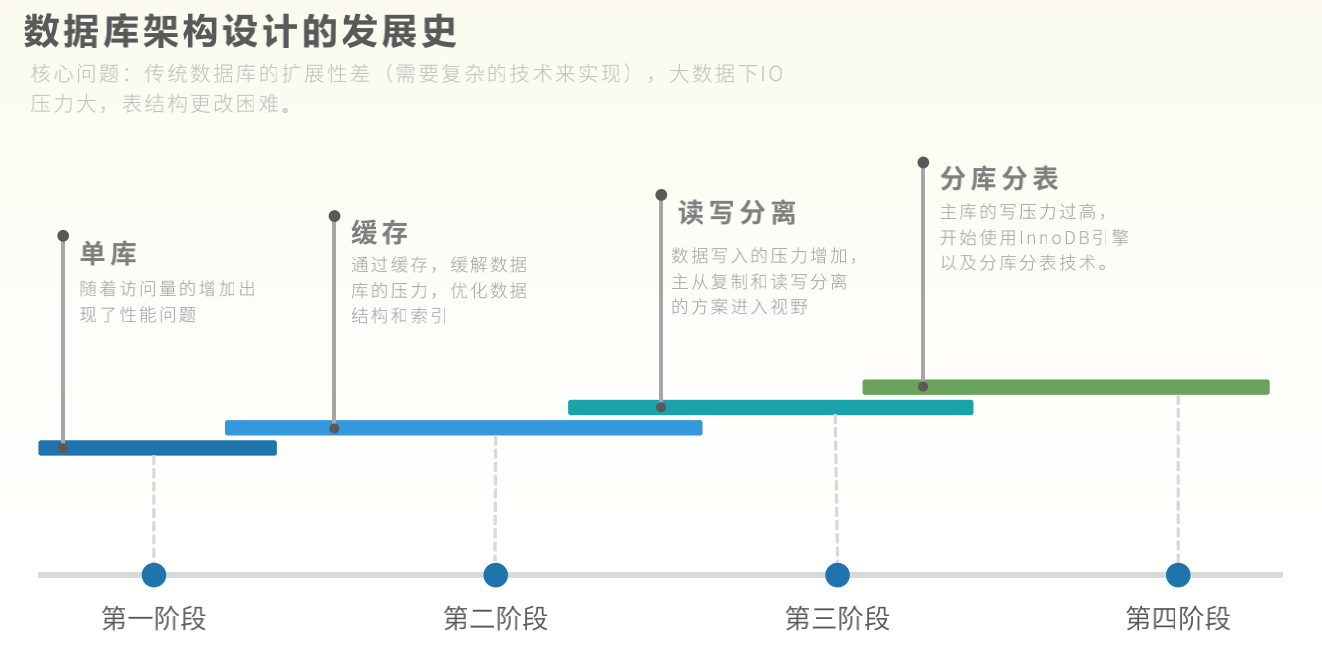 数据库架构设计的发展史
核心问题：传统数据库的扩展性差（需要复杂的技术来实现），大数据下IO
压力大，表结构更改困难。
单库
随着访问量的增加出
现了性能问题
缓存
通过缓存，缓解数据
库的压力，优化数据
结构和索引
读写分离
数据写入的压力增加，
主从复制和读写分离
的方案进入视野
分库分表
主库的写压力过高，
开始使用InnoDB引擎
以及分库分表技术。
第一阶段
第二阶段
第三阶段
第四阶段